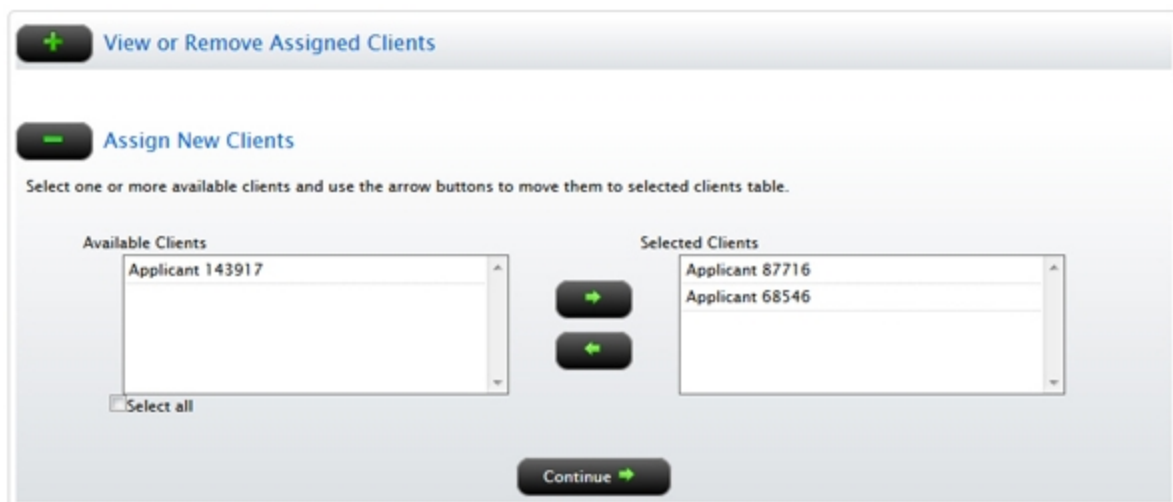 View or Remove Assigned Clients
Assign New Clients
Select one or more available clients and use the arrow buttons to move them to selected clients table.
Available Clients
Selected Clients
Applicant 143917
Applicant 87716
Applicant 68546
Select all
Continue